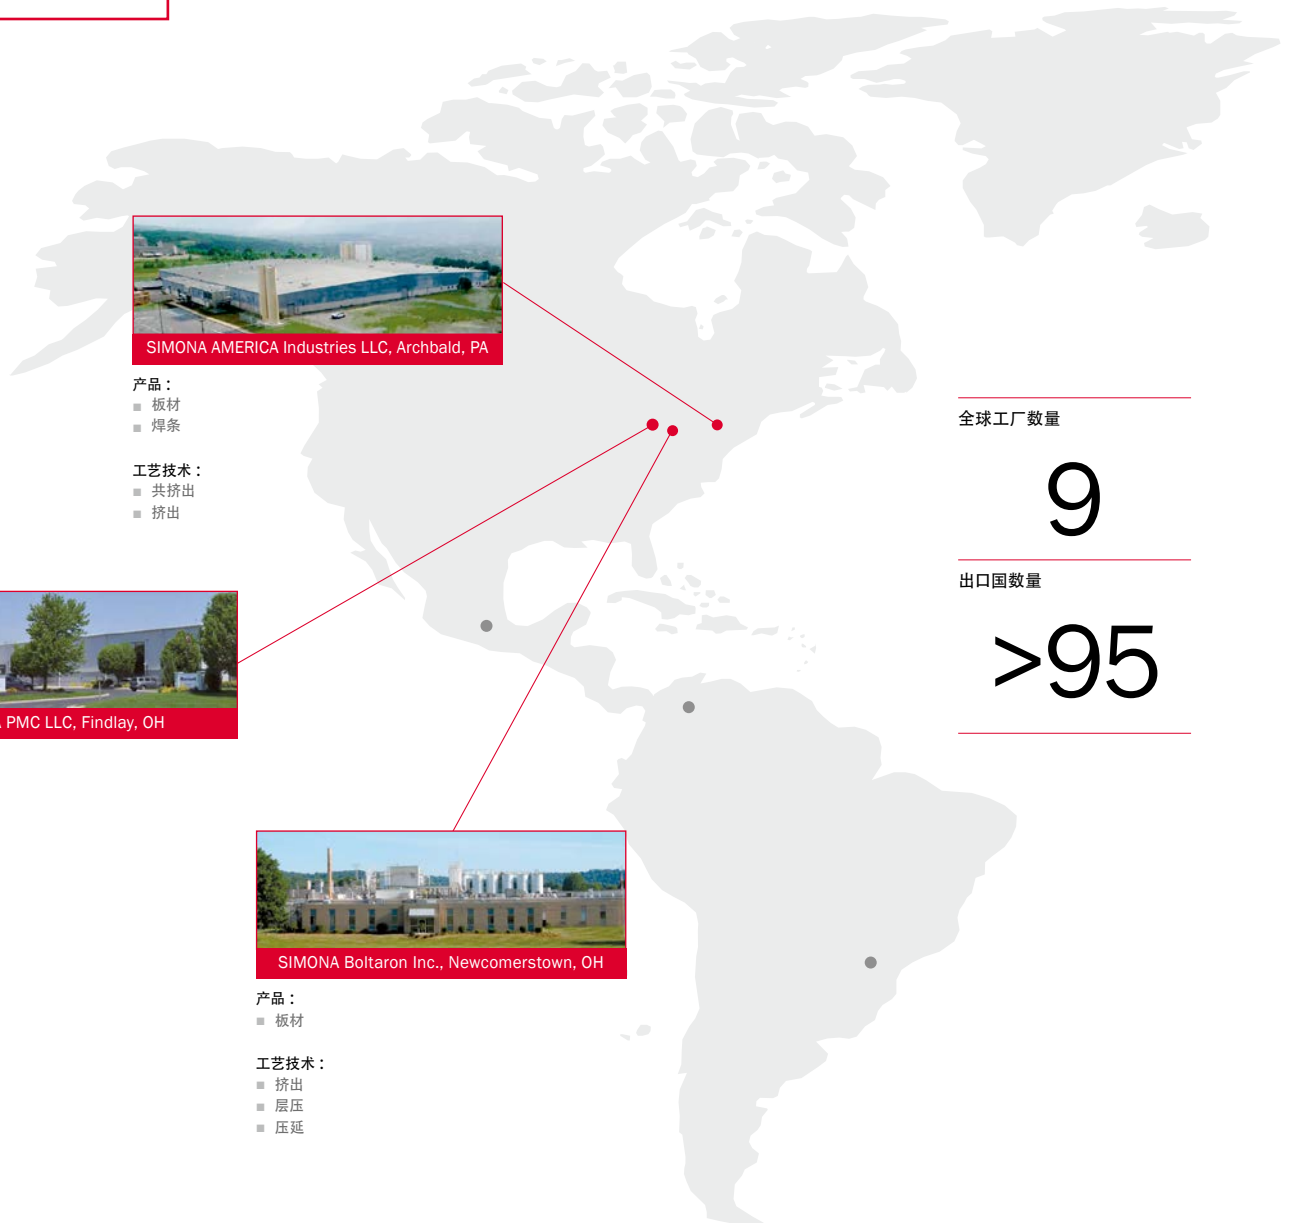 SIMONA AMERICA Industries LLC, Archbald, PA
产品：
■ 板材
■ 焊条
工艺技术：
■ 共挤出
■ 挤出
全球工厂数量
9
出口国数量
>95
PMC LLC, Findlay, OH
SIMONA Boltaron Inc., Newcomerstown, OH
产品：
■ 板材
工艺技术：
■ 挤出
■ 层压
■ 压延